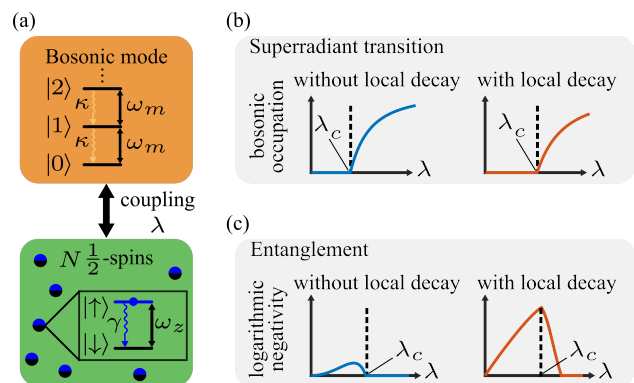 (a)
Bosonic mode
⋮
|2⟩
κ
ω_m
|1⟩
κ
ω_m
|0⟩
coupling
λ
N ½-spins
|↑⟩
γ
ω_z
|↓⟩
(b)
Superradiant transition
without local decay
with local decay
bosonic
occupation
λ_c
λ
λ_c
λ
(c)
Entanglement
without local decay
with local decay
logarithmic
negativity
λ_c
λ
λ_c
λ